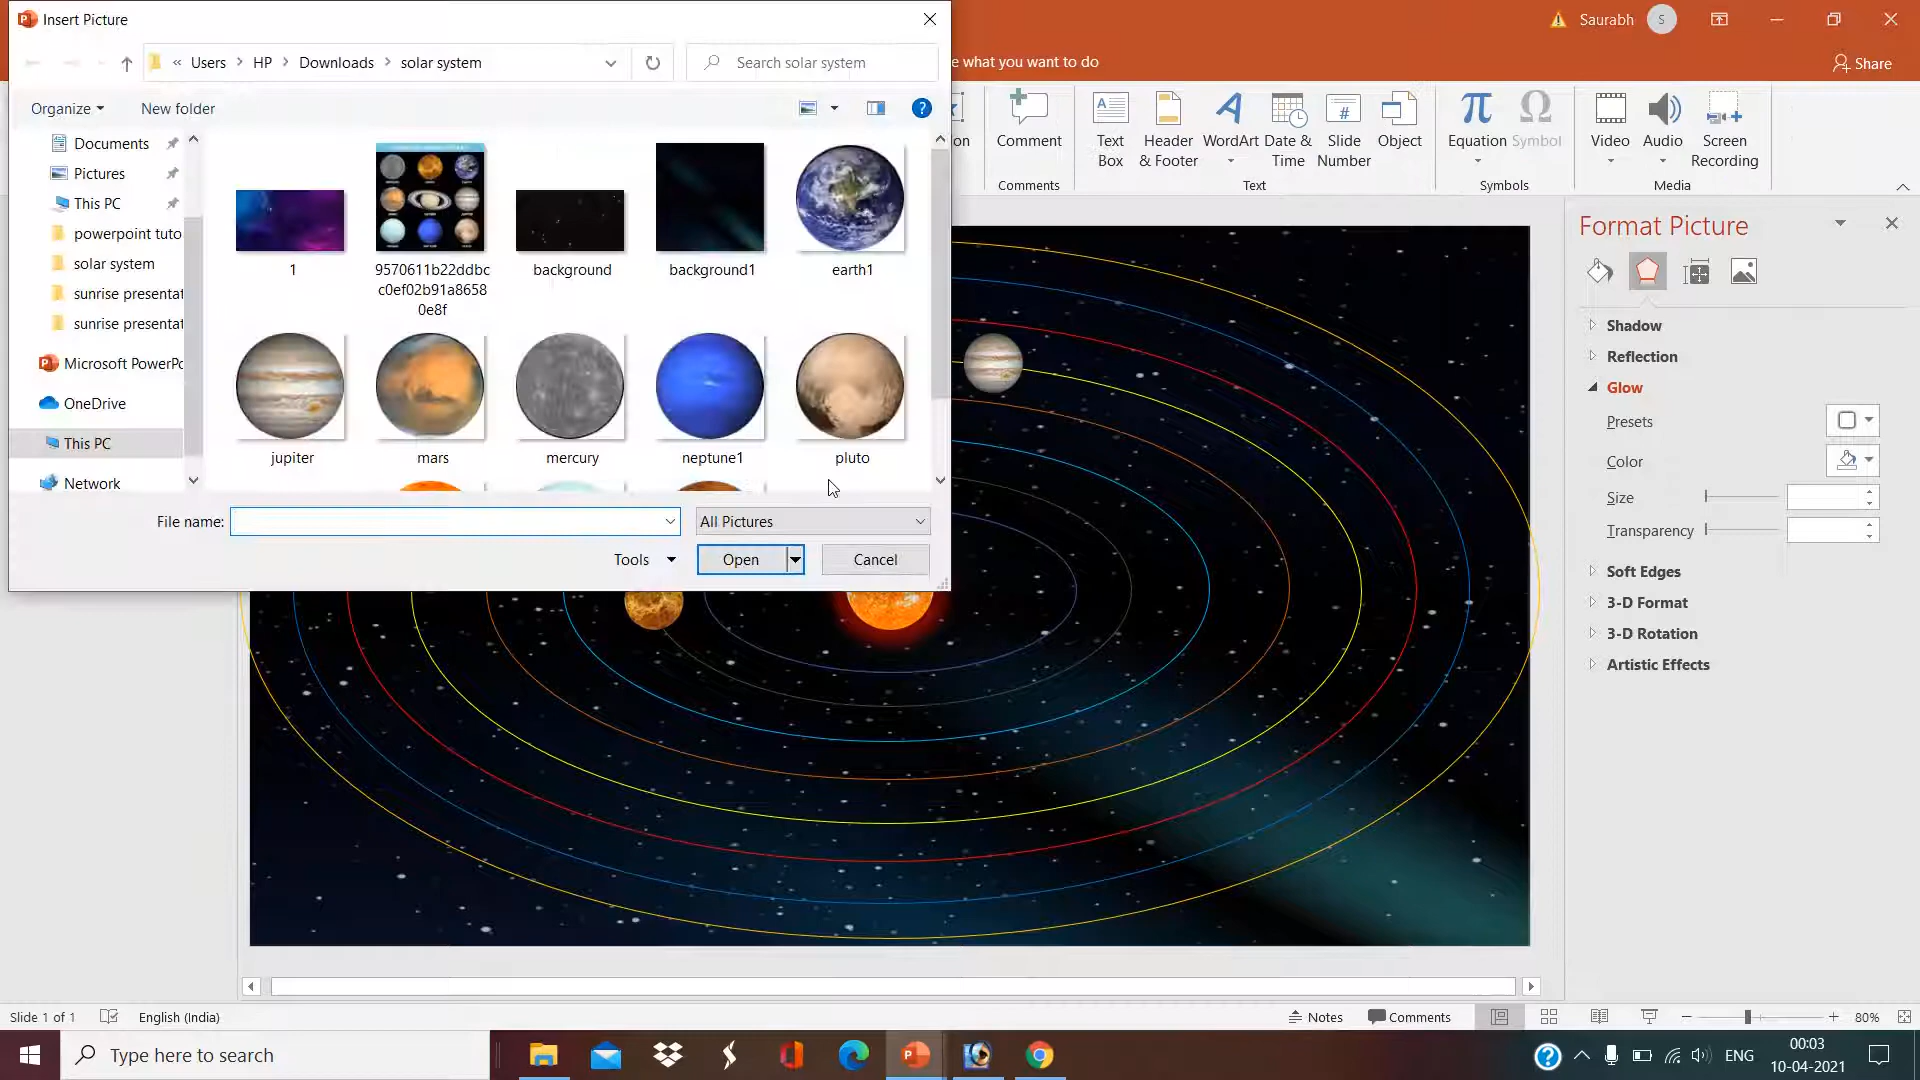 Insert Picture
Saurabh
S
« Users > HP > Downloads > solar system
Search solar system
e what you want to do
Share
Organize
New folder
?
Documents
Pictures
This PC
powerpoint tuto
solar system
sunrise presentat
sunrise presentat
Microsoft PowerPo
OneDrive
This PC
Network
1
9570611b22ddbc
c0ef02b91a8658
0e8f
background
background1
earth1
jupiter
mars
mercury
neptune1
pluto
File name:
All Pictures
Tools
Open
Cancel
on
Comment
Text
Box
Header
& Footer
WordArt
Date &
Time
Slide
Number
Object
Equation
Symbol
Video
Audio
Screen
Recording
Comments
Text
Symbols
Media
Format Picture
Shadow
Reflection
Glow
Presets
Color
Size
Transparency
Soft Edges
3-D Format
3-D Rotation
Artistic Effects
Slide 1 of 1
English (India)
Notes
Comments
80%
Type here to search
ENG
00:03
10-04-2021